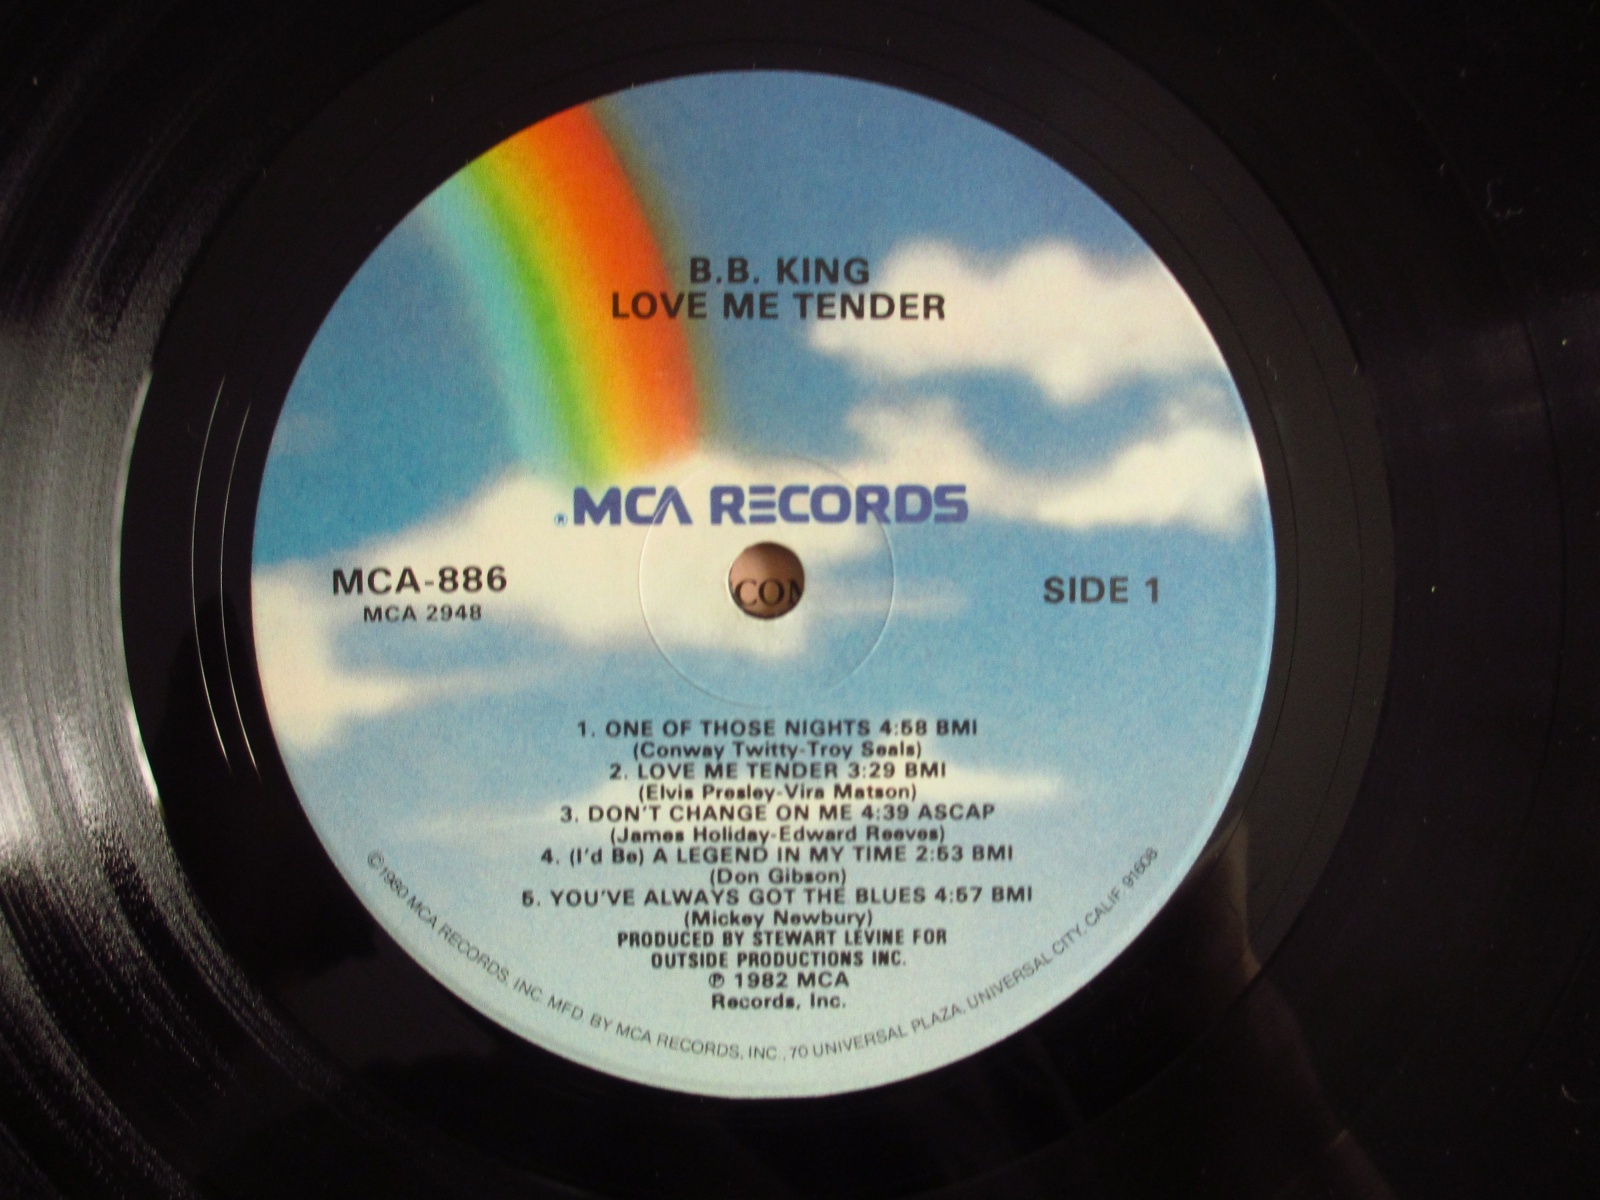 B.B. KING
LOVE ME TENDER
® MCA RECORDS
MCA-886
MCA 2948
SIDE 1
CON
1. ONE OF THOSE NIGHTS 4:58 BMI
(Conway Twitty-Troy Seals)
2. LOVE ME TENDER 3:29 BMI
(Elvis Presley-Vira Matson)
3. DON'T CHANGE ON ME 4:39 ASCAP
(James Holiday-Edward Reeves)
4. (I'd Be) A LEGEND IN MY TIME 2:53 BMI
(Don Gibson)
5. YOU'VE ALWAYS GOT THE BLUES 4:57 BMI
(Mickey Newbury)
PRODUCED BY STEWART LEVINE FOR
OUTSIDE PRODUCTIONS INC.
℗ 1982 MCA
Records, Inc.
©1980 MCA RECORDS, INC. MFD. BY MCA RECORDS, INC., 70 UNIVERSAL PLAZA, UNIVERSAL CITY, CALIF. 91608